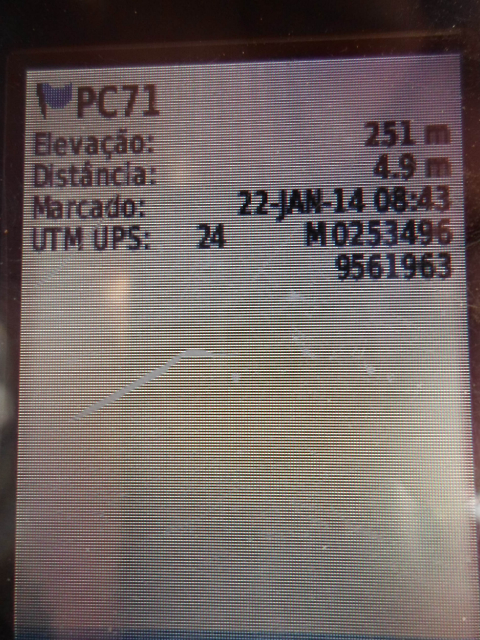 PC71
Elevação: 251 m
Distância: 4.9 m
Marcado: 22-JAN-14 08:43
UTM UPS: 24 M 0253496
9561963